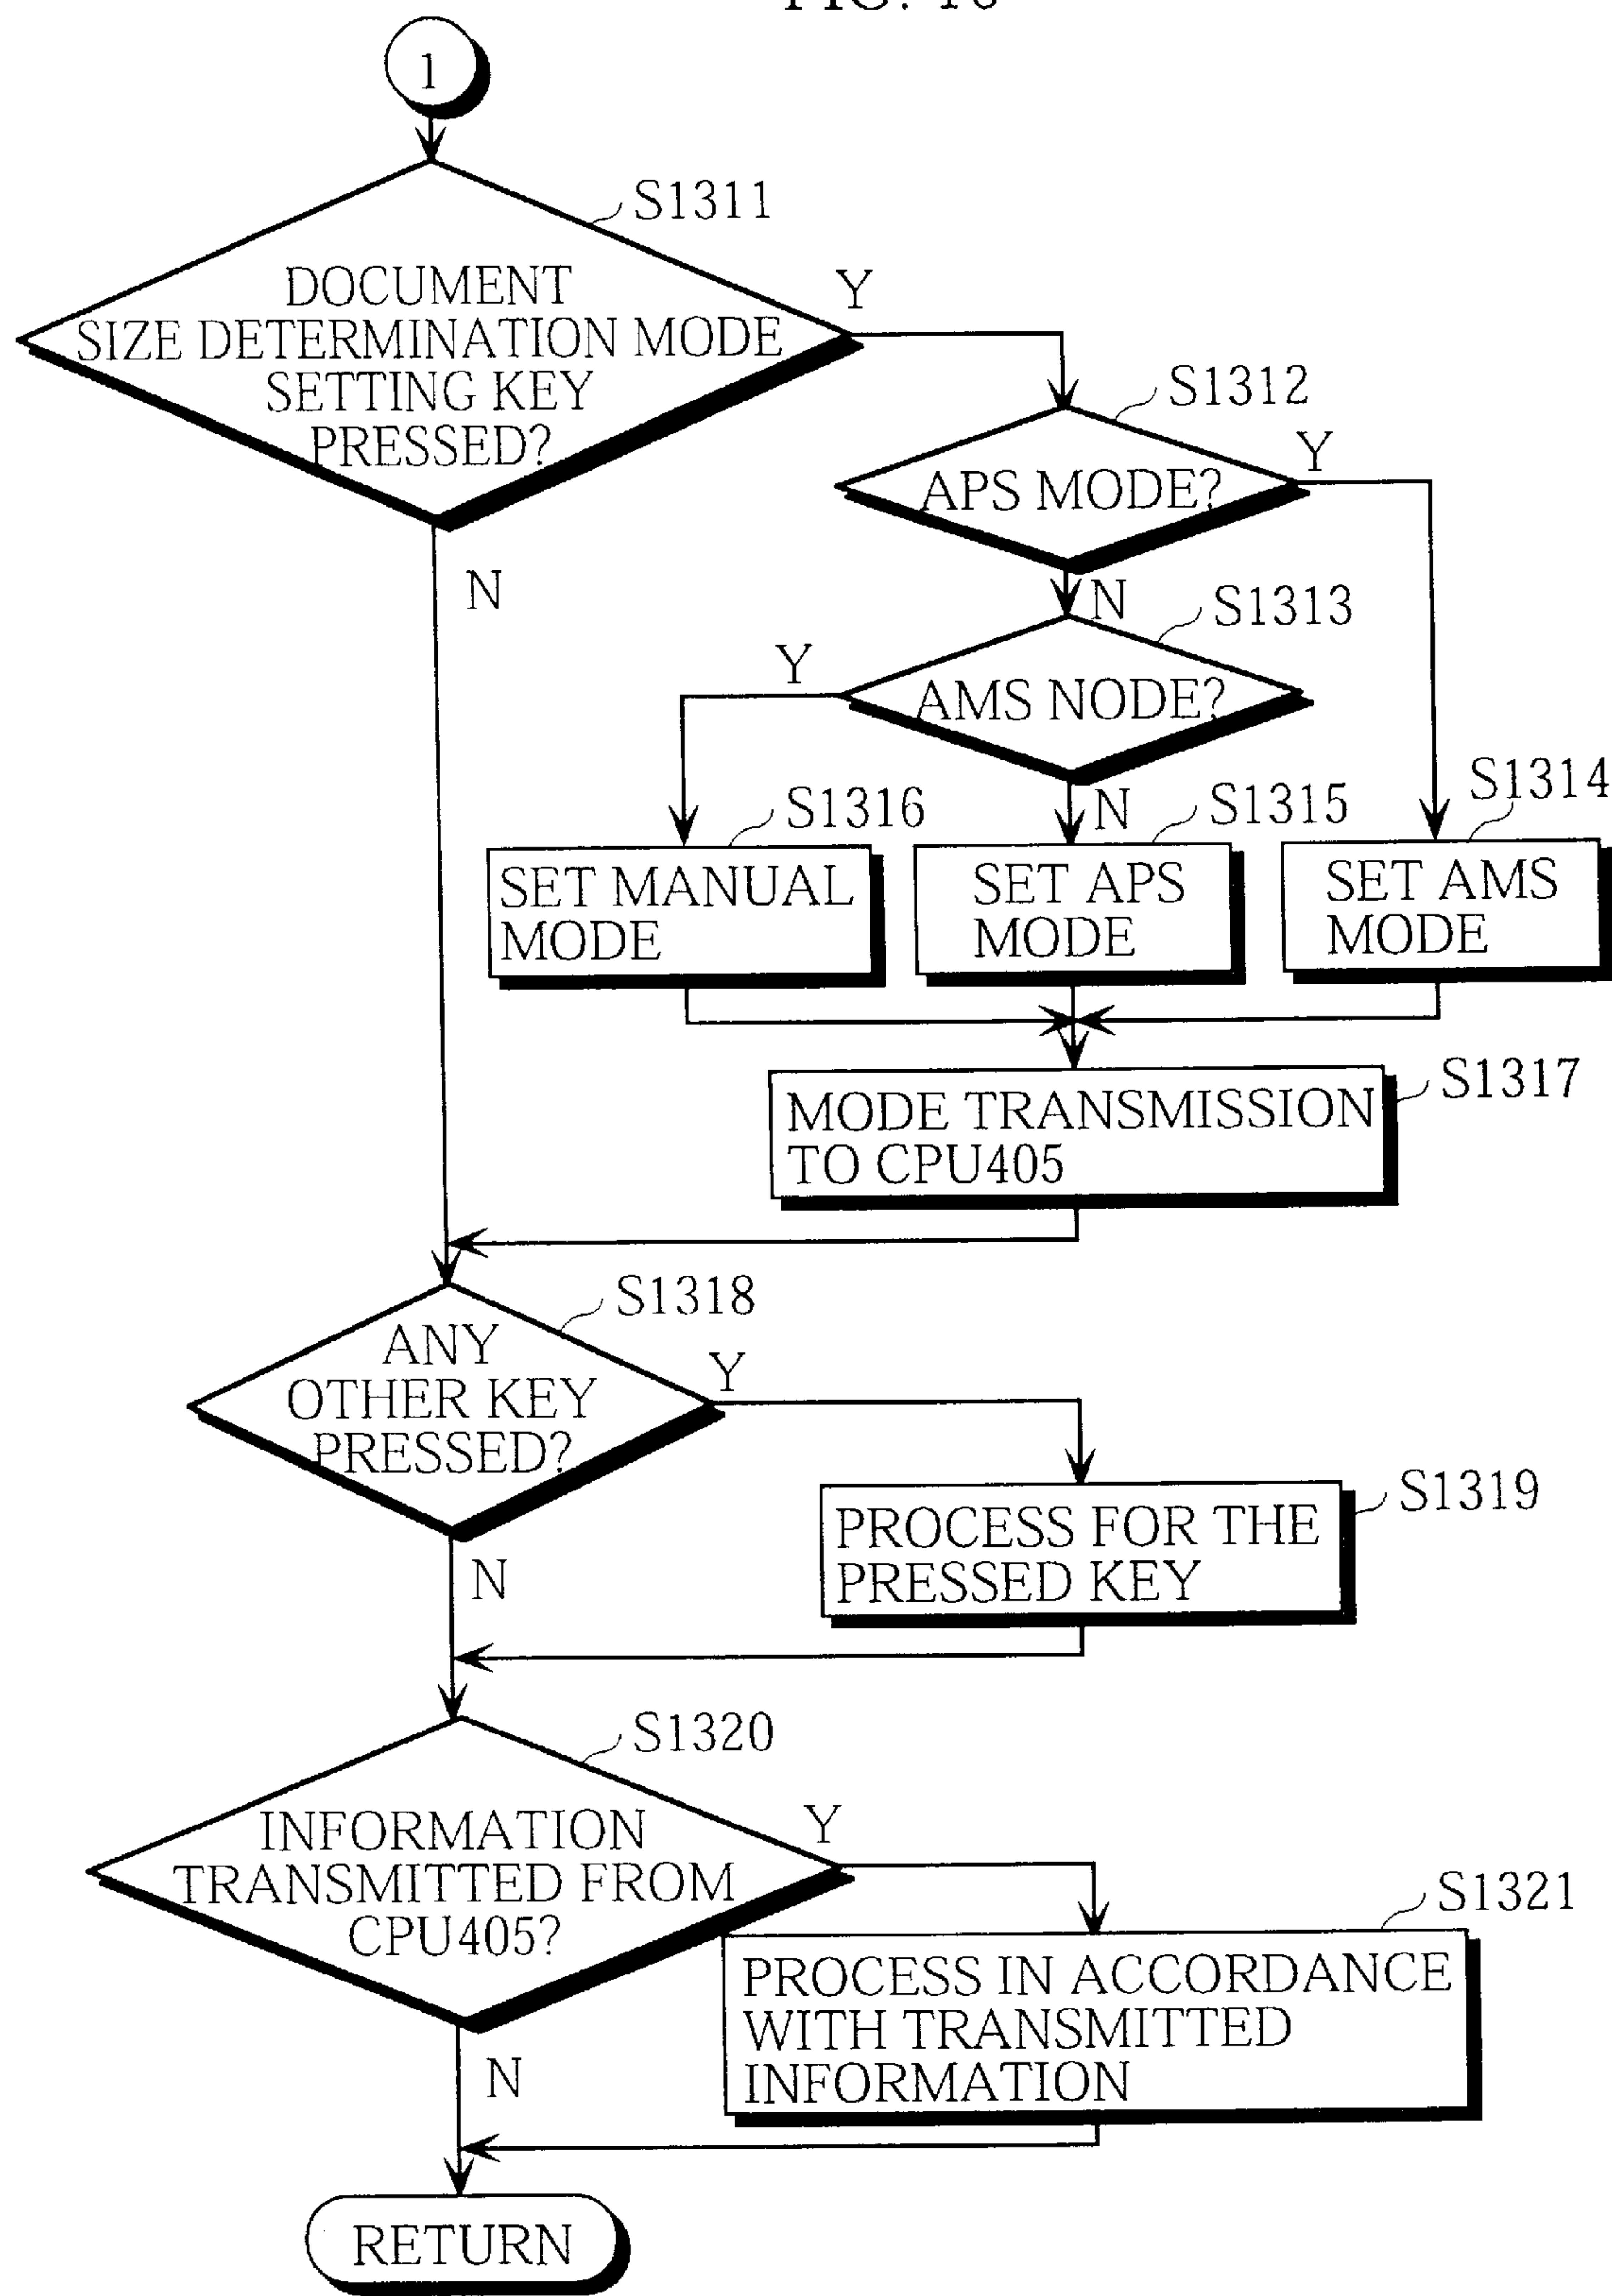 1
S1311
DOCUMENT
SIZE DETERMINATION MODE
SETTING KEY
PRESSED?
Y
N
S1312
APS MODE?
Y
N
S1313
AMS NODE?
Y
N
S1316
SET MANUAL
MODE
S1315
SET APS
MODE
S1314
SET AMS
MODE
S1317
MODE TRANSMISSION
TO CPU405
S1318
ANY
OTHER KEY
PRESSED?
Y
N
S1319
PROCESS FOR THE
PRESSED KEY
S1320
INFORMATION
TRANSMITTED FROM
CPU405?
Y
N
S1321
PROCESS IN ACCORDANCE
WITH TRANSMITTED
INFORMATION
RETURN